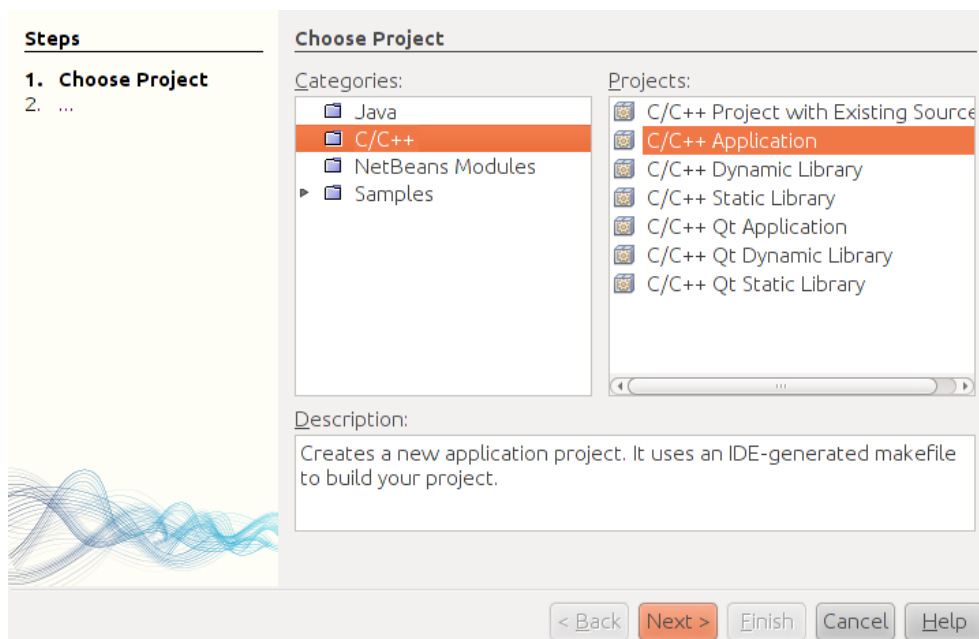 Steps
1. Choose Project
2. ...
Choose Project
Categories:
Java
C/C++
NetBeans Modules
Samples
Projects:
C/C++ Project with Existing Source
C/C++ Application
C/C++ Dynamic Library
C/C++ Static Library
C/C++ Qt Application
C/C++ Qt Dynamic Library
C/C++ Qt Static Library
Description:
Creates a new application project. It uses an IDE-generated makefile
to build your project.
< Back Next > Finish Cancel Help